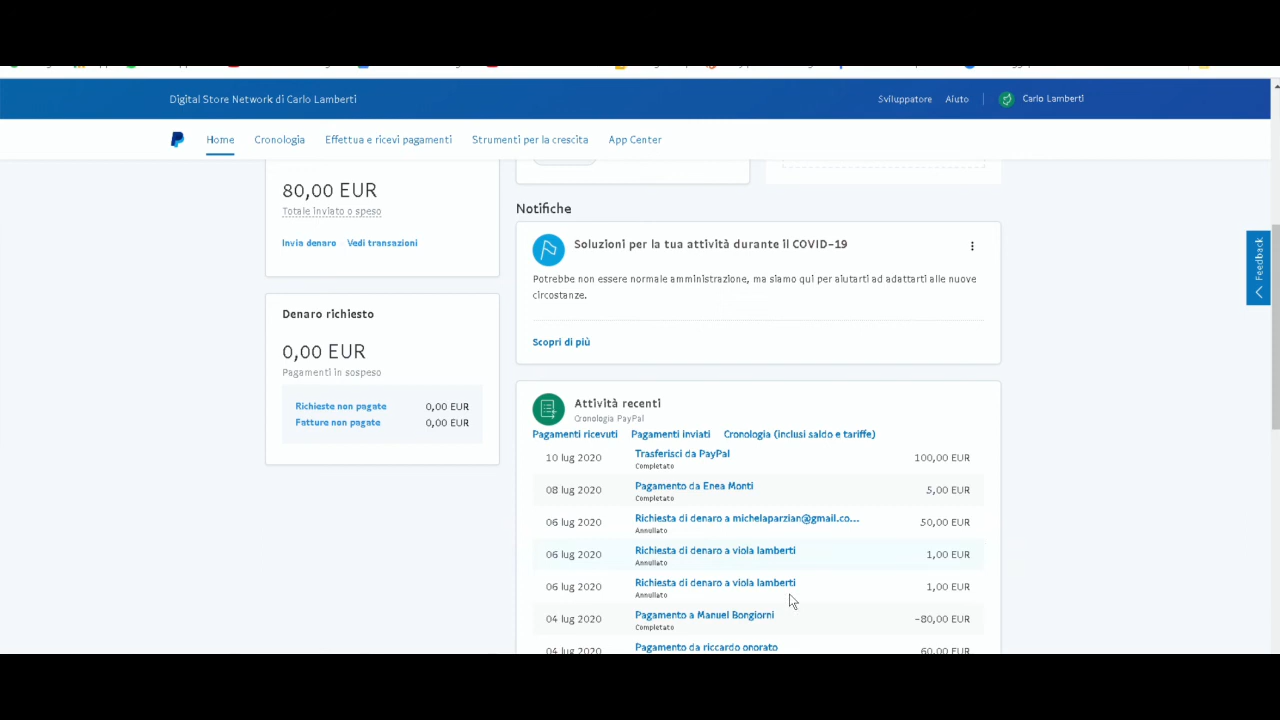 Digital Store Network di Carlo Lamberti
Sviluppatore Aiuto Carlo Lamberti
Home Cronologia Effettua e ricevi pagamenti Strumenti per la crescita App Center
80,00 EUR
Totale inviato o speso
Invia denaro Vedi transazioni
Denaro richiesto
0,00 EUR
Pagamenti in sospeso
Richieste non pagate 0,00 EUR
Fatture non pagate 0,00 EUR
Notifiche
Soluzioni per la tua attività durante il COVID-19
Potrebbe non essere normale amministrazione, ma siamo qui per aiutarti ad adattarti alle nuove
circostanze.
Scopri di più
Attività recenti
Cronologia PayPal
Pagamenti ricevuti Pagamenti inviati Cronologia (inclusi saldo e tariffe)
10 lug 2020 Trasferisci da PayPal 100,00 EUR
Completato
08 lug 2020 Pagamento da Enea Monti 5,00 EUR
Completato
06 lug 2020 Richiesta di denaro a michelaparzian@gmail.co... 50,00 EUR
Annullato
06 lug 2020 Richiesta di denaro a viola lamberti 1,00 EUR
Annullato
06 lug 2020 Richiesta di denaro a viola lamberti 1,00 EUR
Annullato
04 lug 2020 Pagamento a Manuel Bongiorni -80,00 EUR
Completato
04 lug 2020 Pagamento da riccardo onorato 60,00 EUR
Feedback